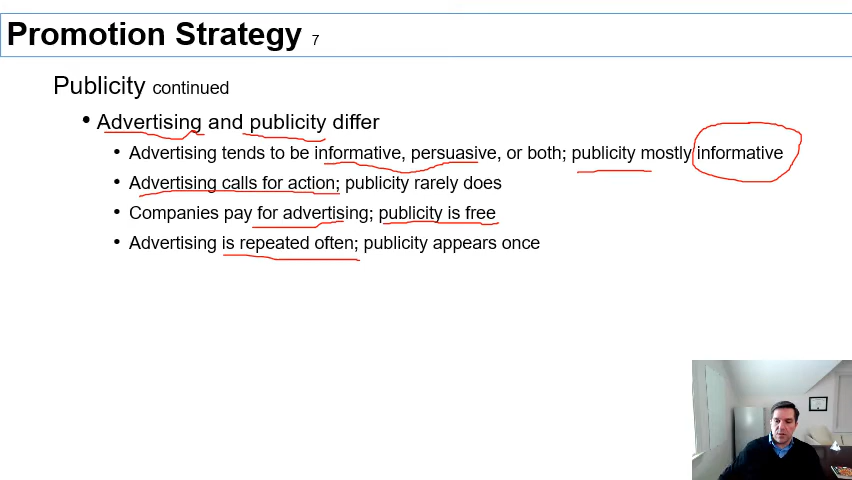 Promotion Strategy 7
Publicity continued
• Advertising and publicity differ
• Advertising tends to be informative, persuasive, or both; publicity mostly informative
• Advertising calls for action; publicity rarely does
• Companies pay for advertising; publicity is free
• Advertising is repeated often; publicity appears once